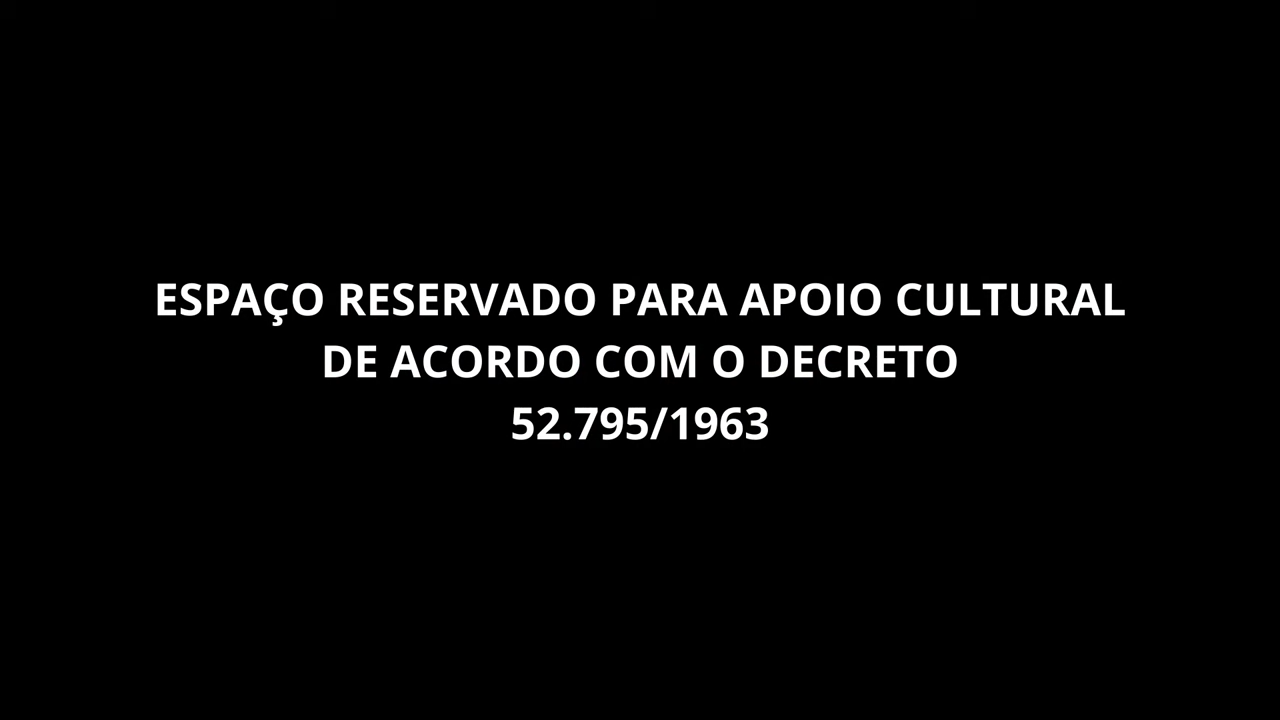 ESPAÇO RESERVADO PARA APOIO CULTURAL
DE ACORDO COM O DECRETO
52.795/1963